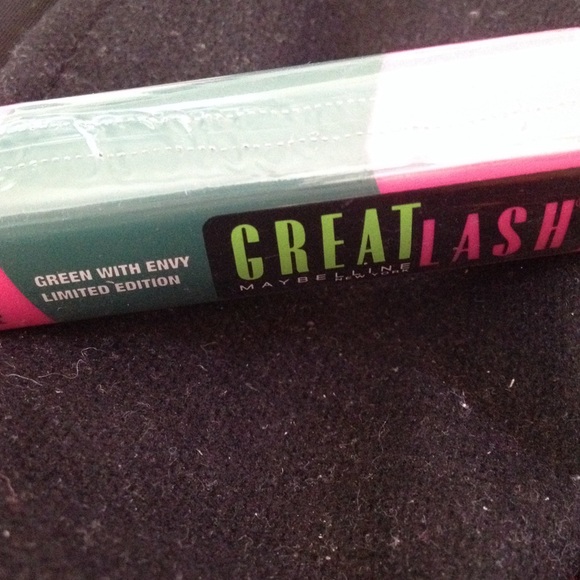 GREEN WITH ENVY
LIMITED EDITION
GREAT LASH
MAYBELLINE
NEW YORK